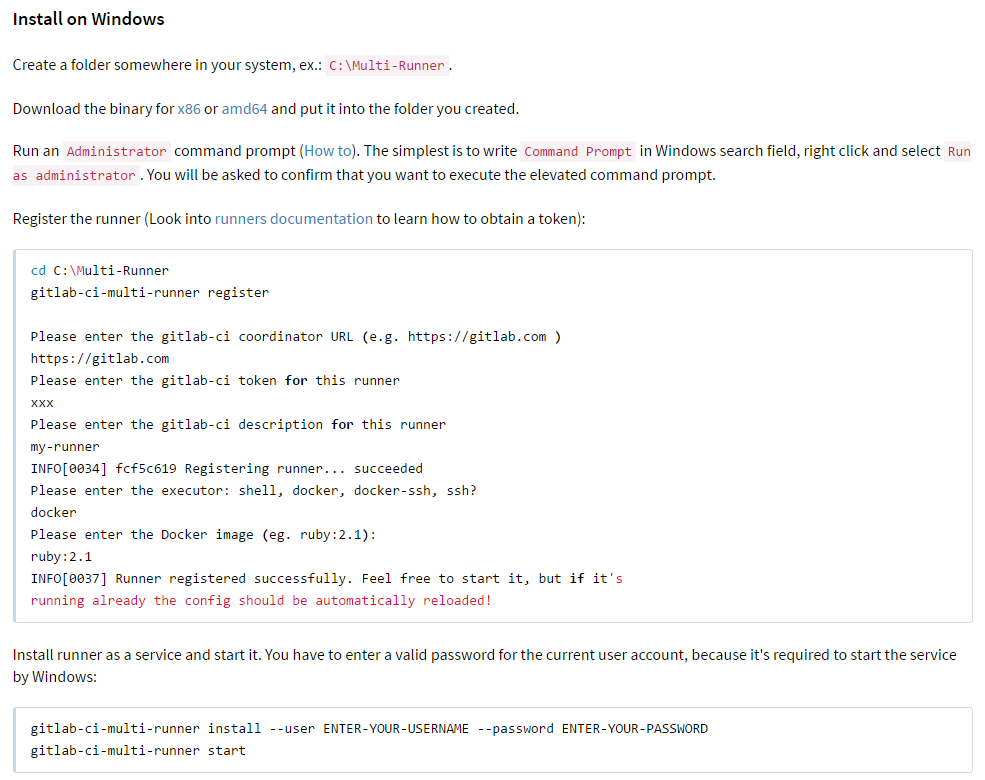 Install on Windows
Create a folder somewhere in your system, ex.: C:\Multi-Runner.
Download the binary for x86 or amd64 and put it into the folder you created.
Run an Administrator command prompt (How to). The simplest is to write Command Prompt in Windows search field, right click and select Run
as administrator. You will be asked to confirm that you want to execute the elevated command prompt.
Register the runner (Look into runners documentation to learn how to obtain a token):
cd C:\Multi-Runner
gitlab-ci-multi-runner register
Please enter the gitlab-ci coordinator URL (e.g. https://gitlab.com )
https://gitlab.com
Please enter the gitlab-ci token for this runner
xxx
Please enter the gitlab-ci description for this runner
my-runner
INFO[0034] fcf5c619 Registering runner... succeeded
Please enter the executor: shell, docker, docker-ssh, ssh?
docker
Please enter the Docker image (eg. ruby:2.1):
ruby:2.1
INFO[0037] Runner registered successfully. Feel free to start it, but if it's
running already the config should be automatically reloaded!
Install runner as a service and start it. You have to enter a valid password for the current user account, because it's required to start the service
by Windows:
gitlab-ci-multi-runner install --user ENTER-YOUR-USERNAME --password ENTER-YOUR-PASSWORD
gitlab-ci-multi-runner start